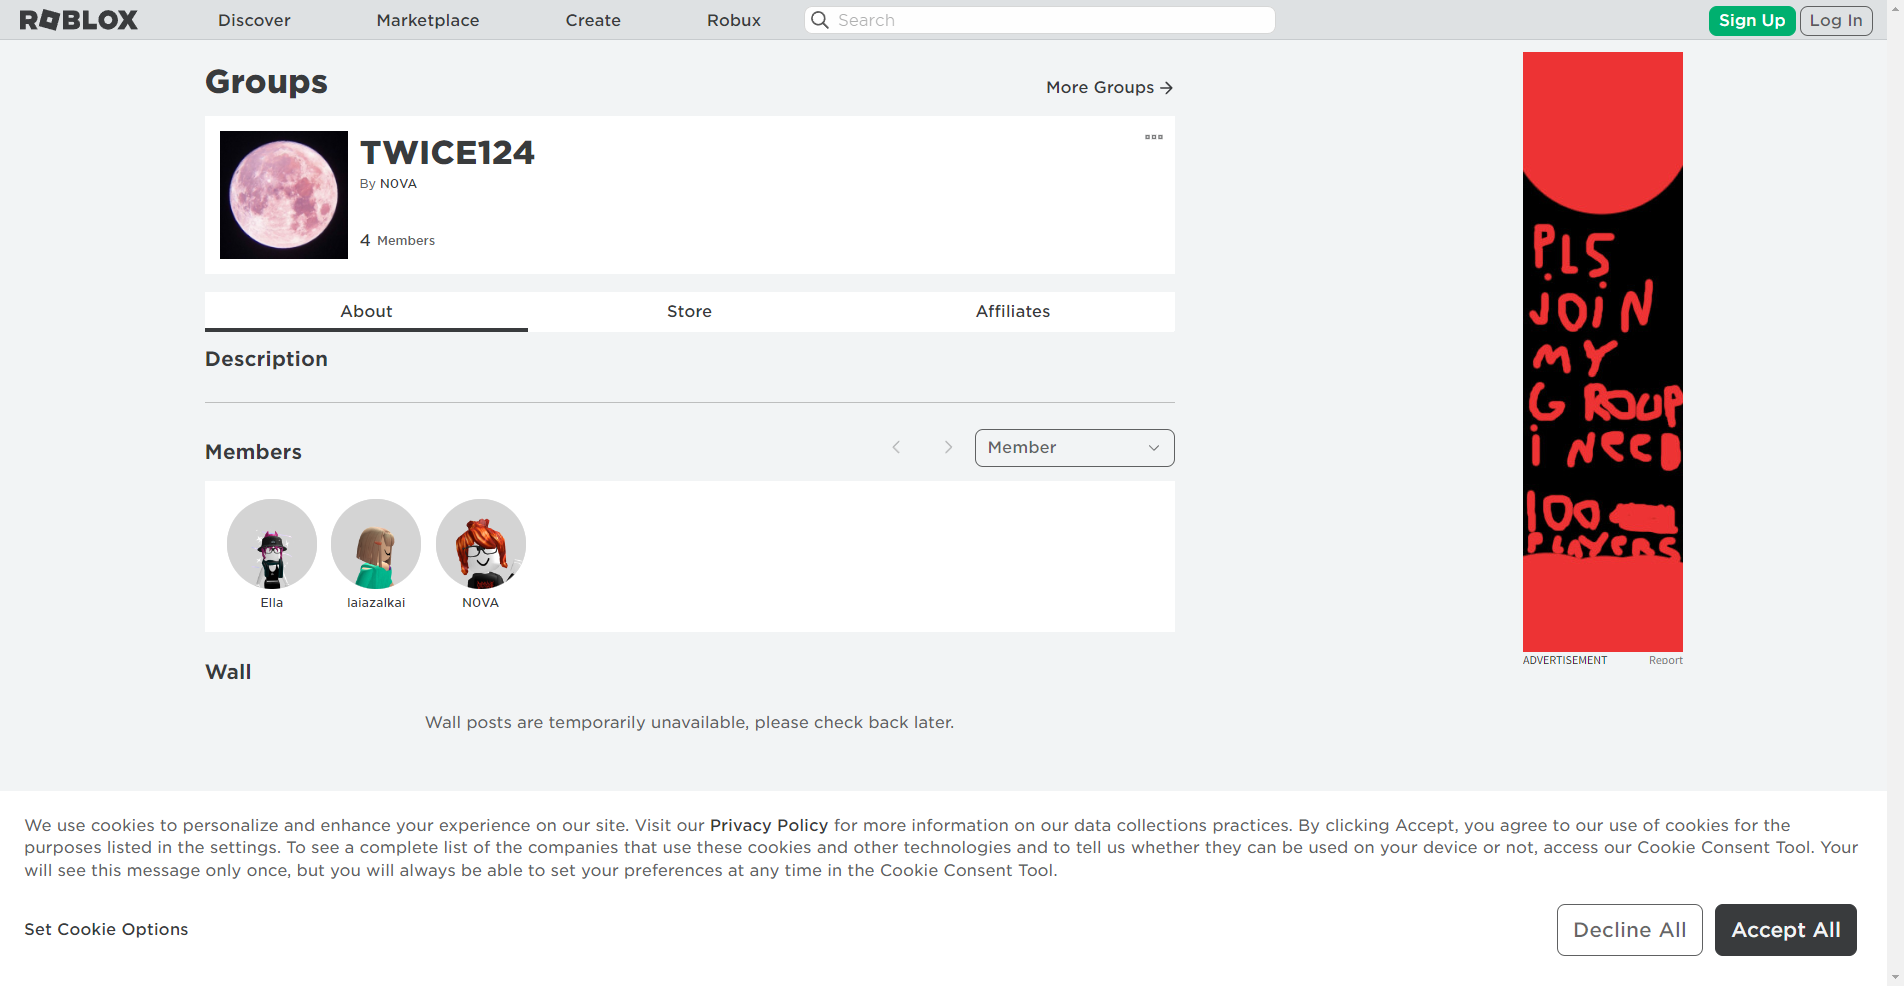 ROBLOX
Discover
Marketplace
Create
Robux
Search
Sign Up
Log In
Groups
More Groups
TWICE124
By N0VA
4 Members
About
Store
Affiliates
Description
Members
Member
Ella
laiazalkai
N0VA
Wall
Wall posts are temporarily unavailable, please check back later.
PLS
JOIN
MY
GROUP
i NEED
100
PLAYERS
ADVERTISEMENT
Report
We use cookies to personalize and enhance your experience on our site. Visit our Privacy Policy for more information on our data collections practices. By clicking Accept, you agree to our use of cookies for the
purposes listed in the settings. To see a complete list of the companies that use these cookies and other technologies and to tell us whether they can be used on your device or not, access our Cookie Consent Tool. Your
will see this message only once, but you will always be able to set your preferences at any time in the Cookie Consent Tool.
Set Cookie Options
Decline All
Accept All